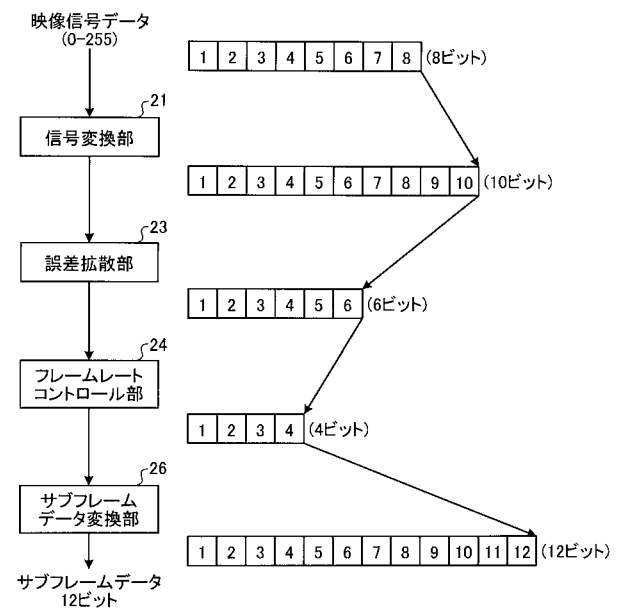 映像信号データ
(0-255)
1 2 3 4 5 6 7 8 (8ビット)
21
信号変換部
1 2 3 4 5 6 7 8 9 10 (10ビット)
23
誤差拡散部
1 2 3 4 5 6 (6ビット)
24
フレームレート
コントロール部
1 2 3 4 (4ビット)
26
サブフレーム
データ変換部
1 2 3 4 5 6 7 8 9 10 11 12 (12ビット)
サブフレームデータ
12ビット